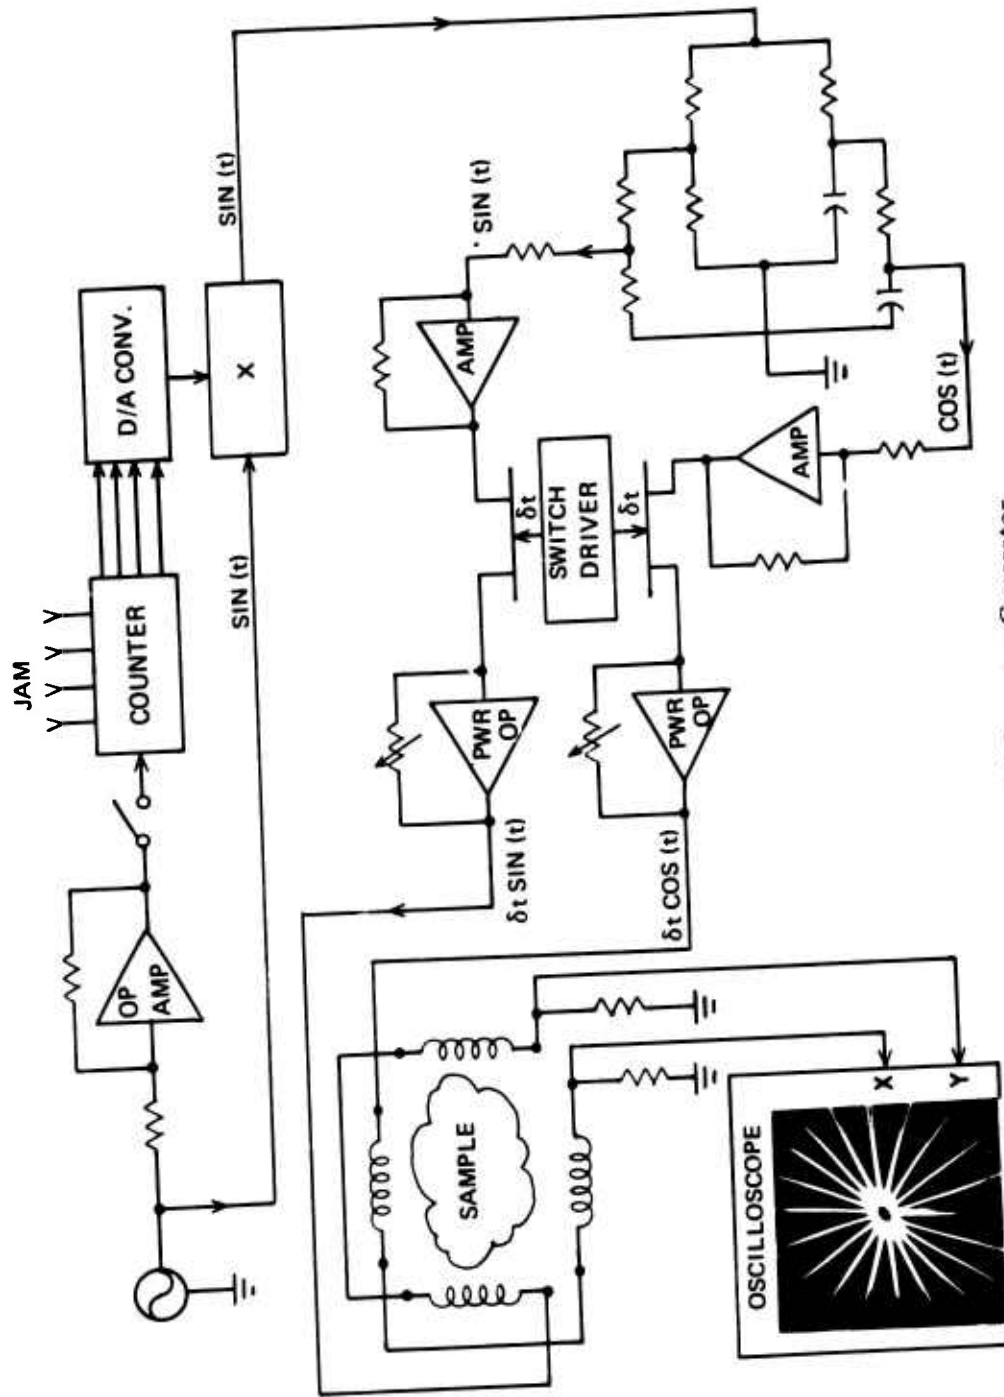 JAM
OP
AMP
COUNTER
D/A CONV.
X
SIN (t)
SIN (t)
SIN (t)
AMP
δt
SWITCH
DRIVER
δt
PWR
OP
PWR
OP
AMP
COS (t)
δt SIN (t)
δt COS (t)
SAMPLE
OSCILLOSCOPE
X
Y
Generator